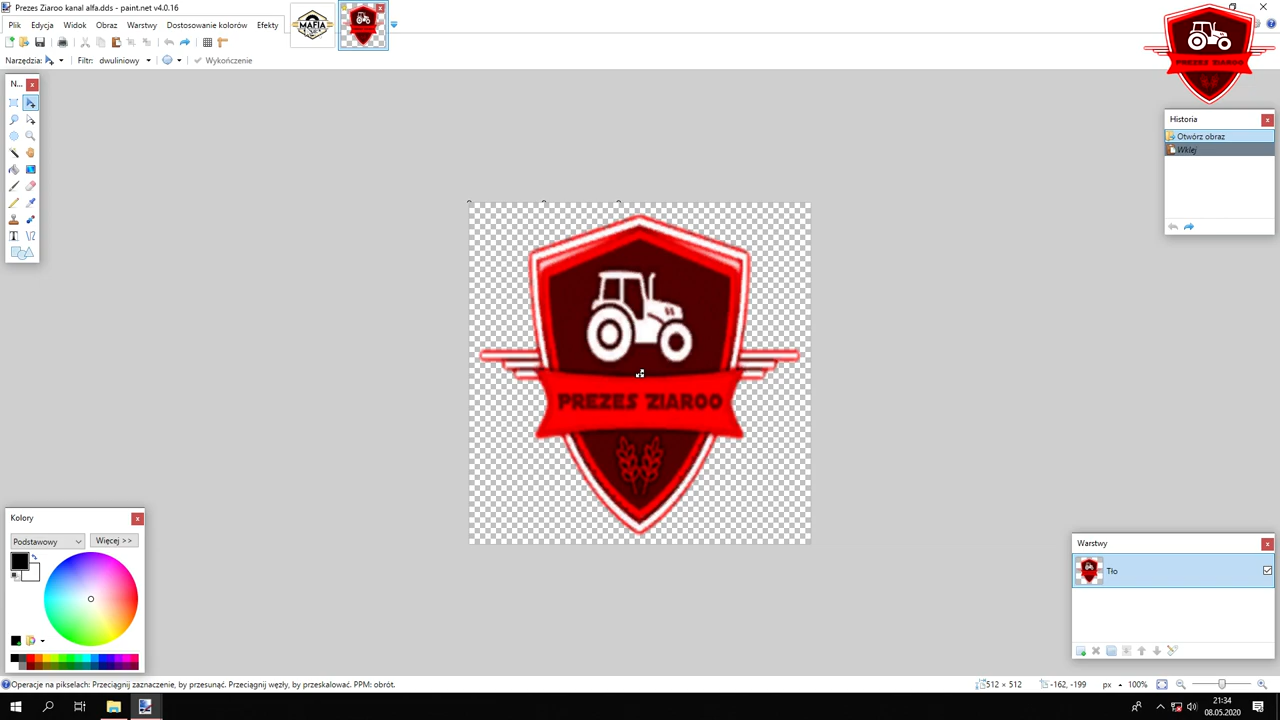 Prezes Ziaroo kanal alfa.dds - paint.net v4.0.16
Plik Edycja Widok Obraz Warstwy Dostosowanie kolorów Efekty
MAFIA
Narzędzia: Filtr: dwuliniowy Wykończenie
PREZES ZIAROO
N...
Historia
Otwórz obraz
Wklej
PREZES ZIAROO
Kolory
Podstawowy Więcej >>
Warstwy
Tło
Operacje na pikselach: Przeciągnij zaznaczenie, by przesunąć. Przeciągnij węzły, by przeskalować. PPM: obrót.
512 × 512 -162, -199 px 100%
21:34
08.05.2020